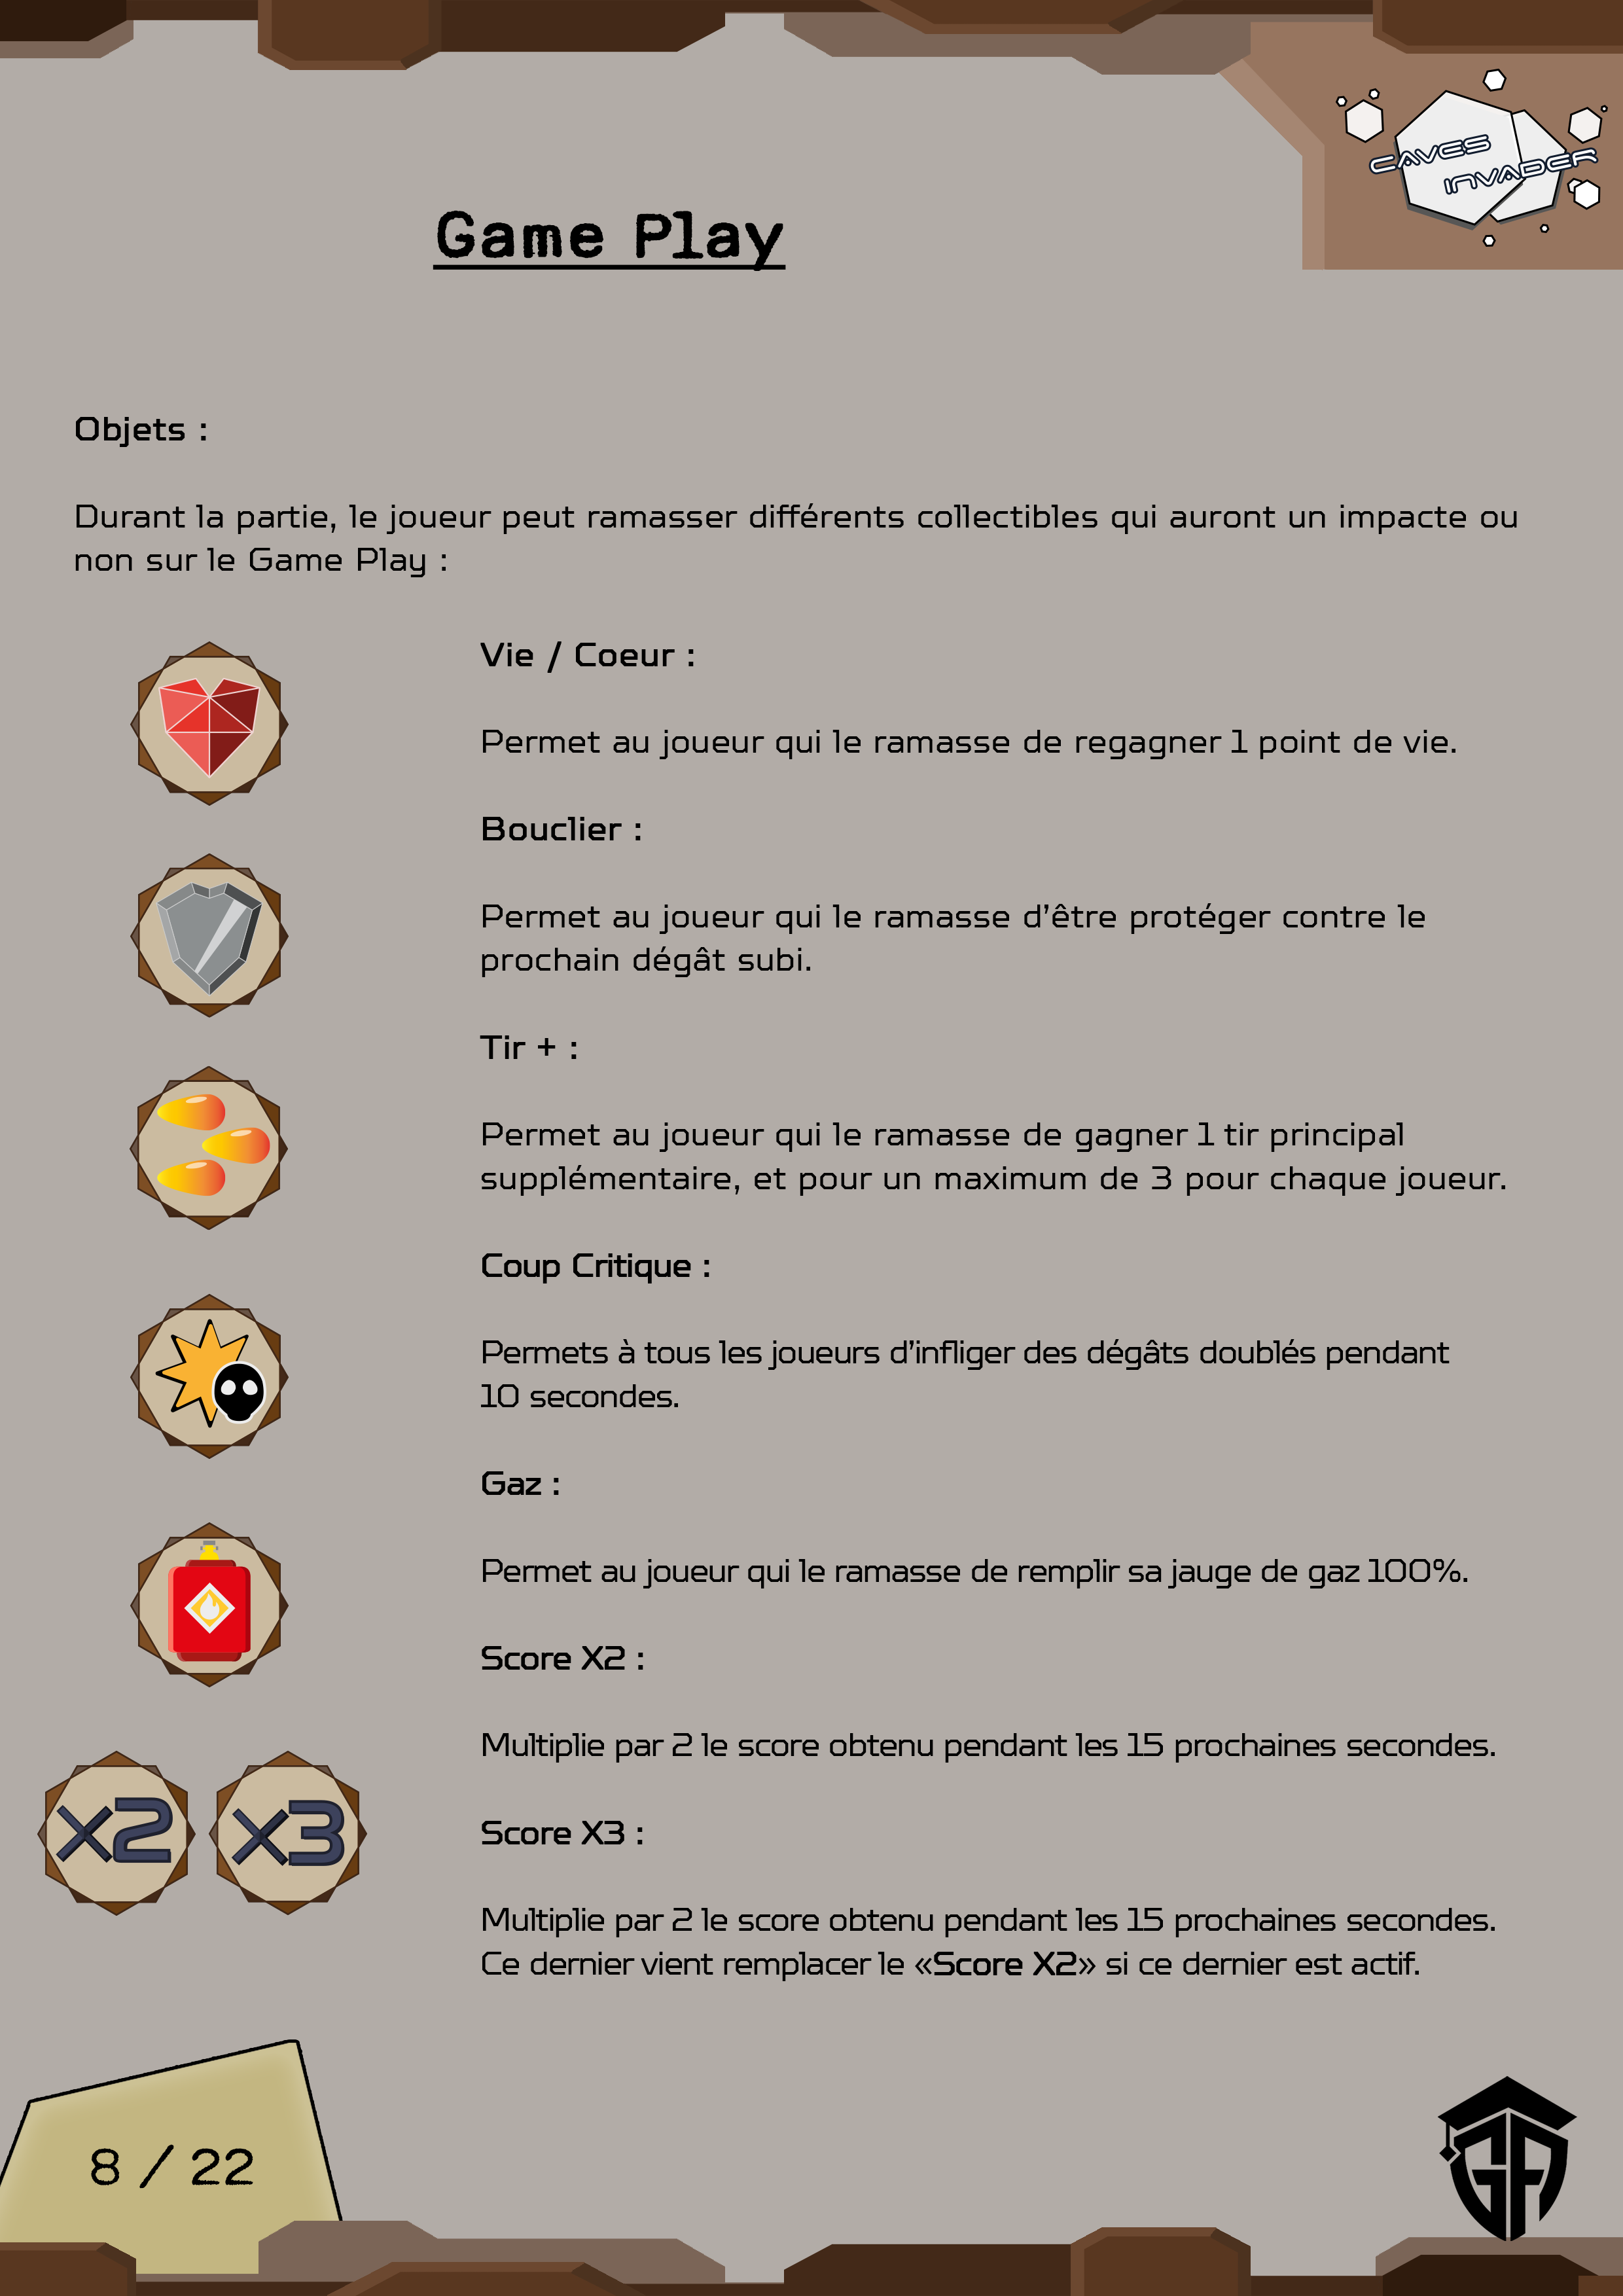 CAVES
INVADER
Game Play
Objets :
Durant la partie, le joueur peut ramasser différents collectibles qui auront un impacte ou
non sur le Game Play :
Vie / Coeur :
Permet au joueur qui le ramasse de regagner 1 point de vie.
Bouclier :
Permet au joueur qui le ramasse d'être protéger contre le
prochain dégât subi.
Tir + :
Permet au joueur qui le ramasse de gagner 1 tir principal
supplémentaire, et pour un maximum de 3 pour chaque joueur.
Coup Critique :
Permets à tous les joueurs d'infliger des dégâts doublés pendant
10 secondes.
Gaz :
Permet au joueur qui le ramasse de remplir sa jauge de gaz 100%.
Score X2 :
Multiplie par 2 le score obtenu pendant les 15 prochaines secondes.
X2 X3
Score X3 :
Multiplie par 2 le score obtenu pendant les 15 prochaines secondes.
Ce dernier vient remplacer le «Score X2» si ce dernier est actif.
8 / 22
GA